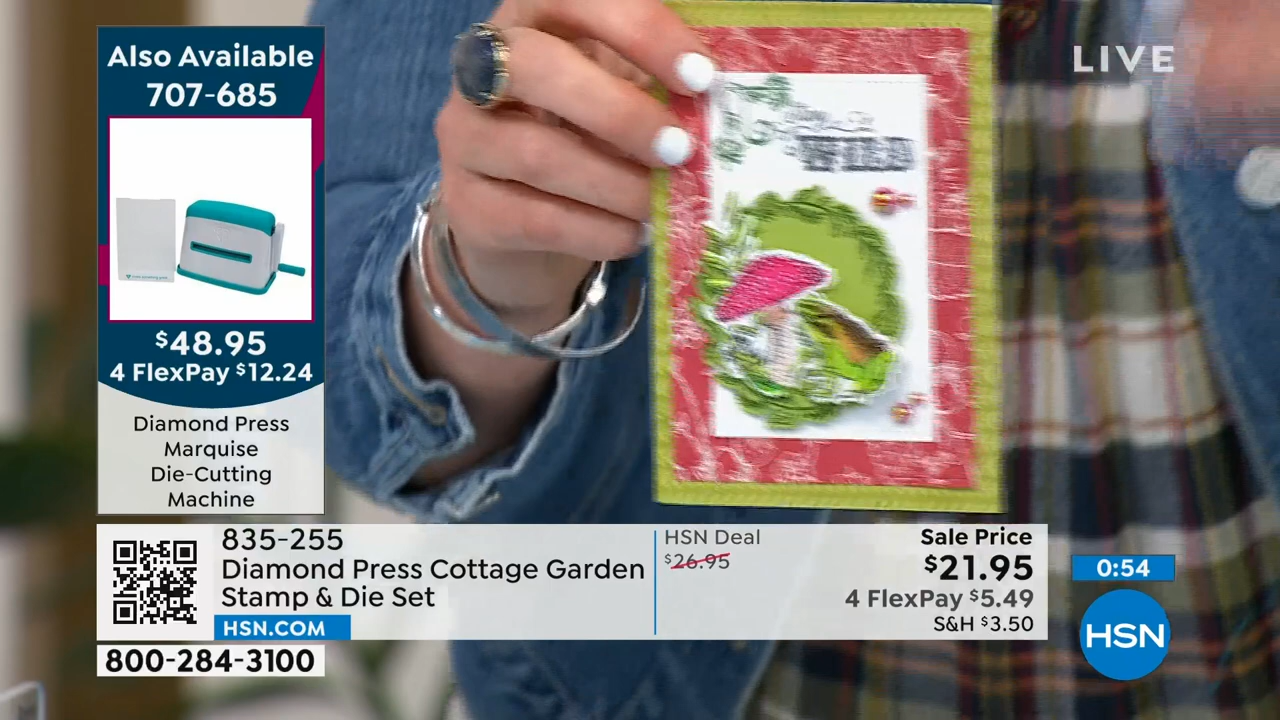 Also Available
707-685
$48.95
4 FlexPay $12.24
Diamond Press
Marquise
Die-Cutting
Machine
LIVE
WILD
835-255
Diamond Press Cottage Garden
Stamp & Die Set
HSN.COM
800-284-3100
HSN Deal
$26.95
Sale Price
$21.95
4 FlexPay $5.49
S&H $3.50
0:54
HSN